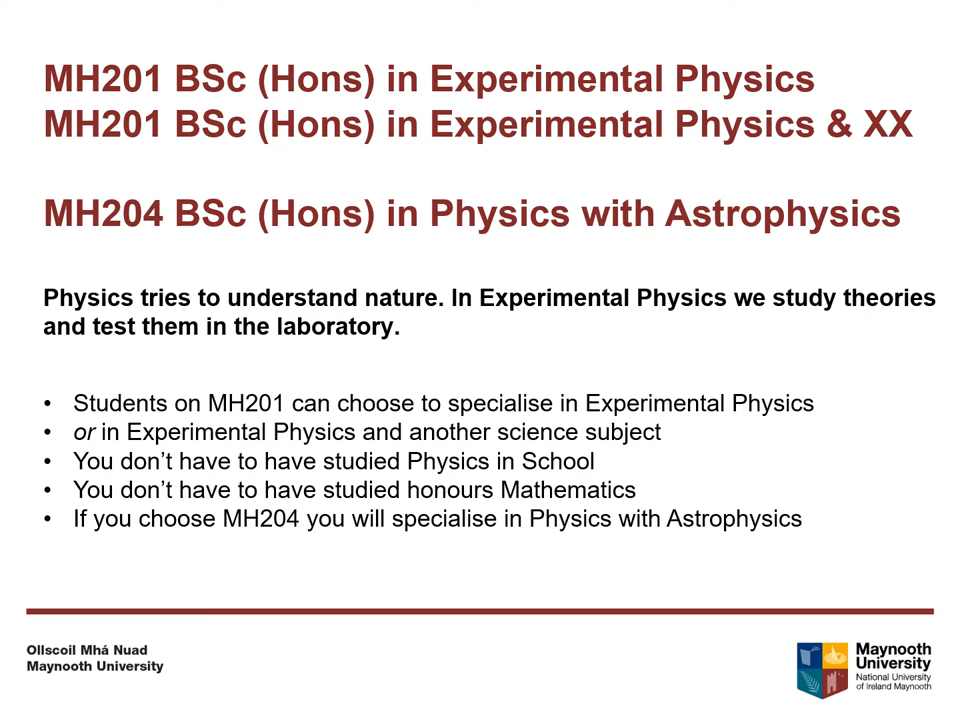 MH201 BSc (Hons) in Experimental Physics
MH201 BSc (Hons) in Experimental Physics & XX
MH204 BSc (Hons) in Physics with Astrophysics
Physics tries to understand nature. In Experimental Physics we study theories
and test them in the laboratory.
• Students on MH201 can choose to specialise in Experimental Physics
• or in Experimental Physics and another science subject
• You don’t have to have studied Physics in School
• You don’t have to have studied honours Mathematics
• If you choose MH204 you will specialise in Physics with Astrophysics
Ollscoil Mhá Nuad
Maynooth University
Maynooth
University
National University
of Ireland Maynooth